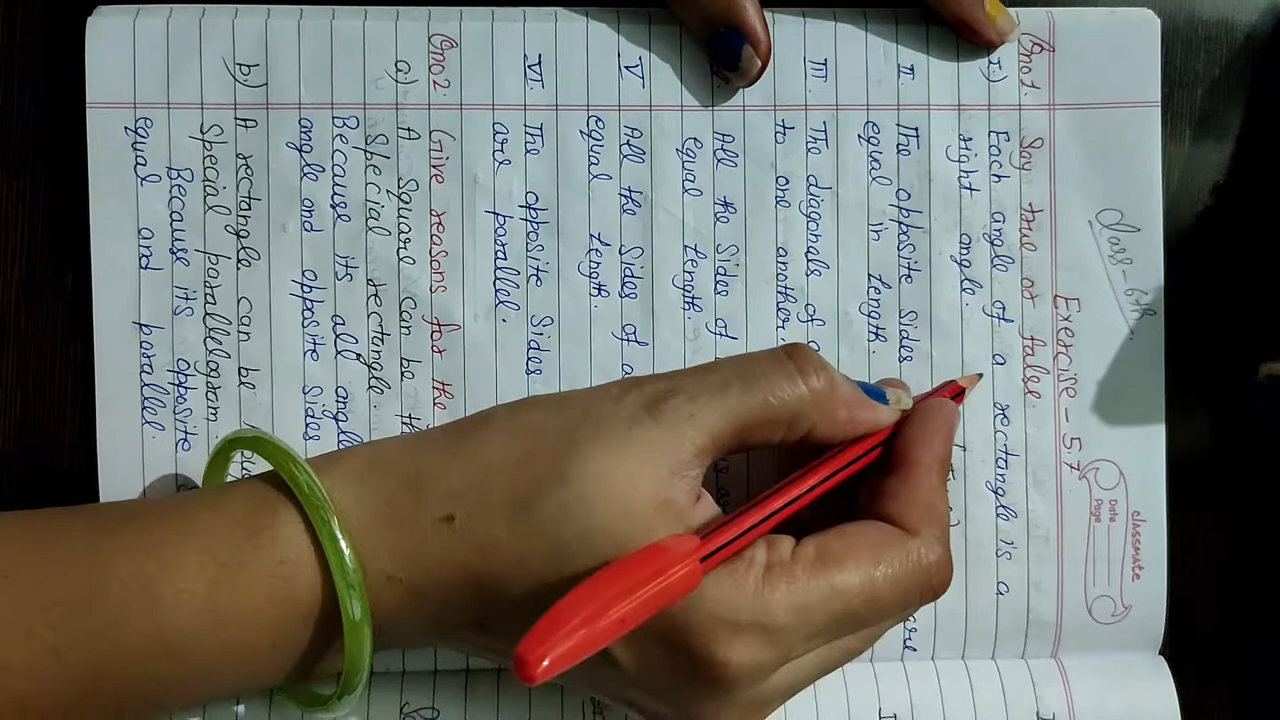 classmate
Date
Page
Class - 6th.
Exercise - 5.7
Qno1. Say true or false.
I.) Each angle of a rectangle is a
right angle.
II. The opposite Sides are
equal in Length.
III. The diagonals of a
to one another.
All the Sides of
equal Length.
V All the Sides of a
equal Length.
VI. The opposite Sides
are parallel.
Qno2. Give reasons for the
a) A Square can be th
Special rectangle.
Because its all angle
angle and opposite sides
b) A rectangle can be
Special parallelogram.
Because its opposite
equal and parallel.